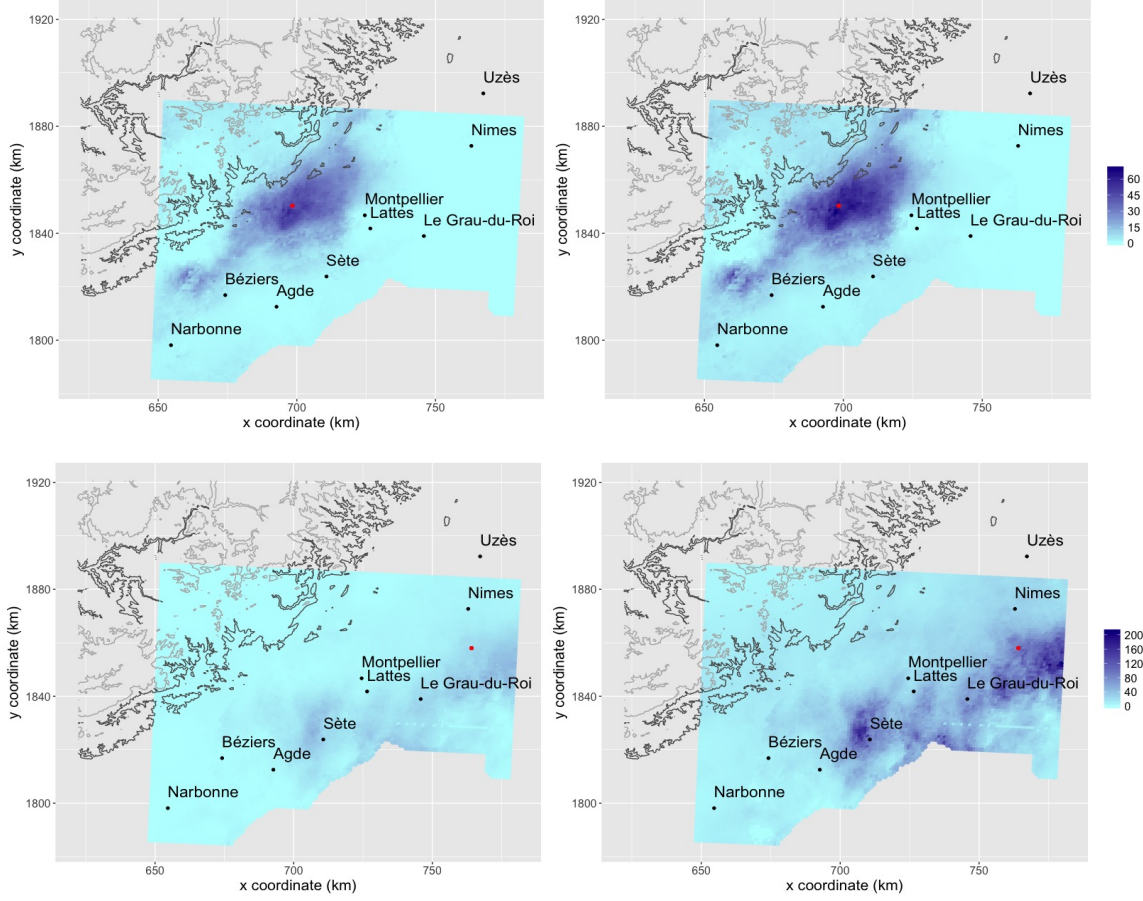 1920
1880
1840
1800
y coordinate (km)
Uzès
Nimes
Montpellier
Lattes
Le Grau-du-Roi
Sète
Béziers
Agde
Narbonne
650
700
750
x coordinate (km)
1920
1880
1840
1800
y coordinate (km)
Uzès
Nimes
Montpellier
Lattes
Le Grau-du-Roi
Sète
Béziers
Agde
Narbonne
650
700
750
x coordinate (km)
60
45
30
15
0
1920
1880
1840
1800
y coordinate (km)
Uzès
Nimes
Montpellier
Lattes
Le Grau-du-Roi
Sète
Béziers
Agde
Narbonne
650
700
750
x coordinate (km)
1920
1880
1840
1800
y coordinate (km)
Uzès
Nimes
Montpellier
Lattes
Le Grau-du-Roi
Sète
Béziers
Agde
Narbonne
650
700
750
x coordinate (km)
200
160
120
80
40
0